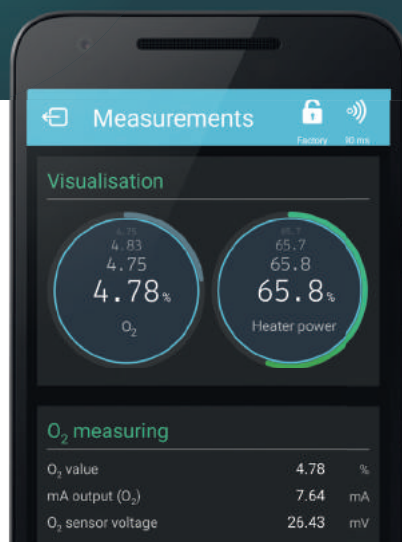 Measurements
Factory
10 ms
Visualisation
4.75
4.83
4.75
4.78%
O₂
65.7
65.7
65.8
65.8%
Heater power
O₂ measuring
O₂ value 4.78 %
mA output (O₂) 7.64 mA
O₂ sensor voltage 26.43 mV